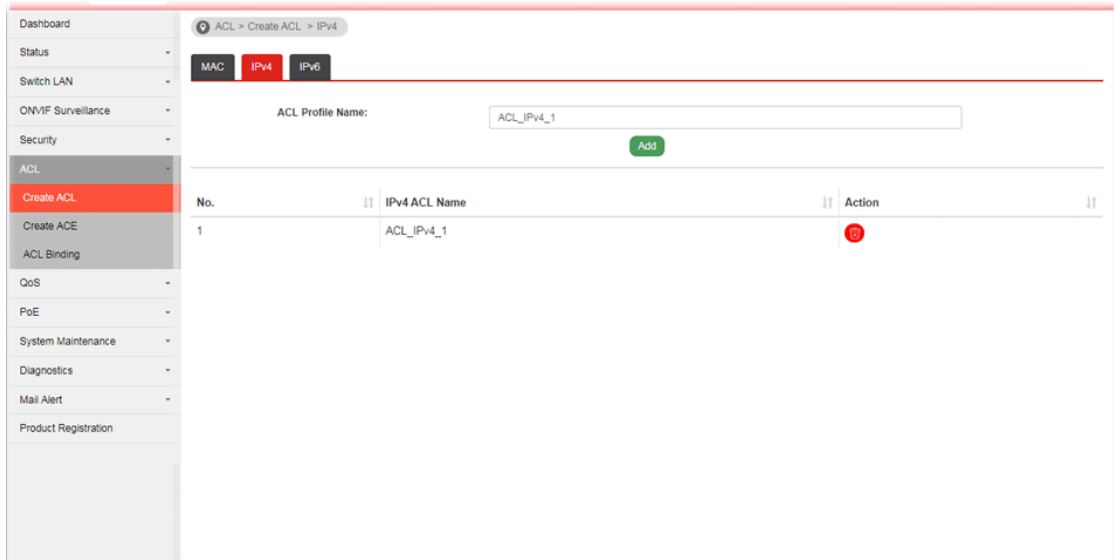 Dashboard
Status
Switch LAN
ONVIF Surveillance
Security
ACL
Create ACL
Create ACE
ACL Binding
QoS
PoE
System Maintenance
Diagnostics
Mail Alert
Product Registration
ACL > Create ACL > IPv4
MAC IPv4 IPv6
ACL Profile Name: ACL_IPv4_1
Add
No. IPv4 ACL Name Action
1 ACL_IPv4_1